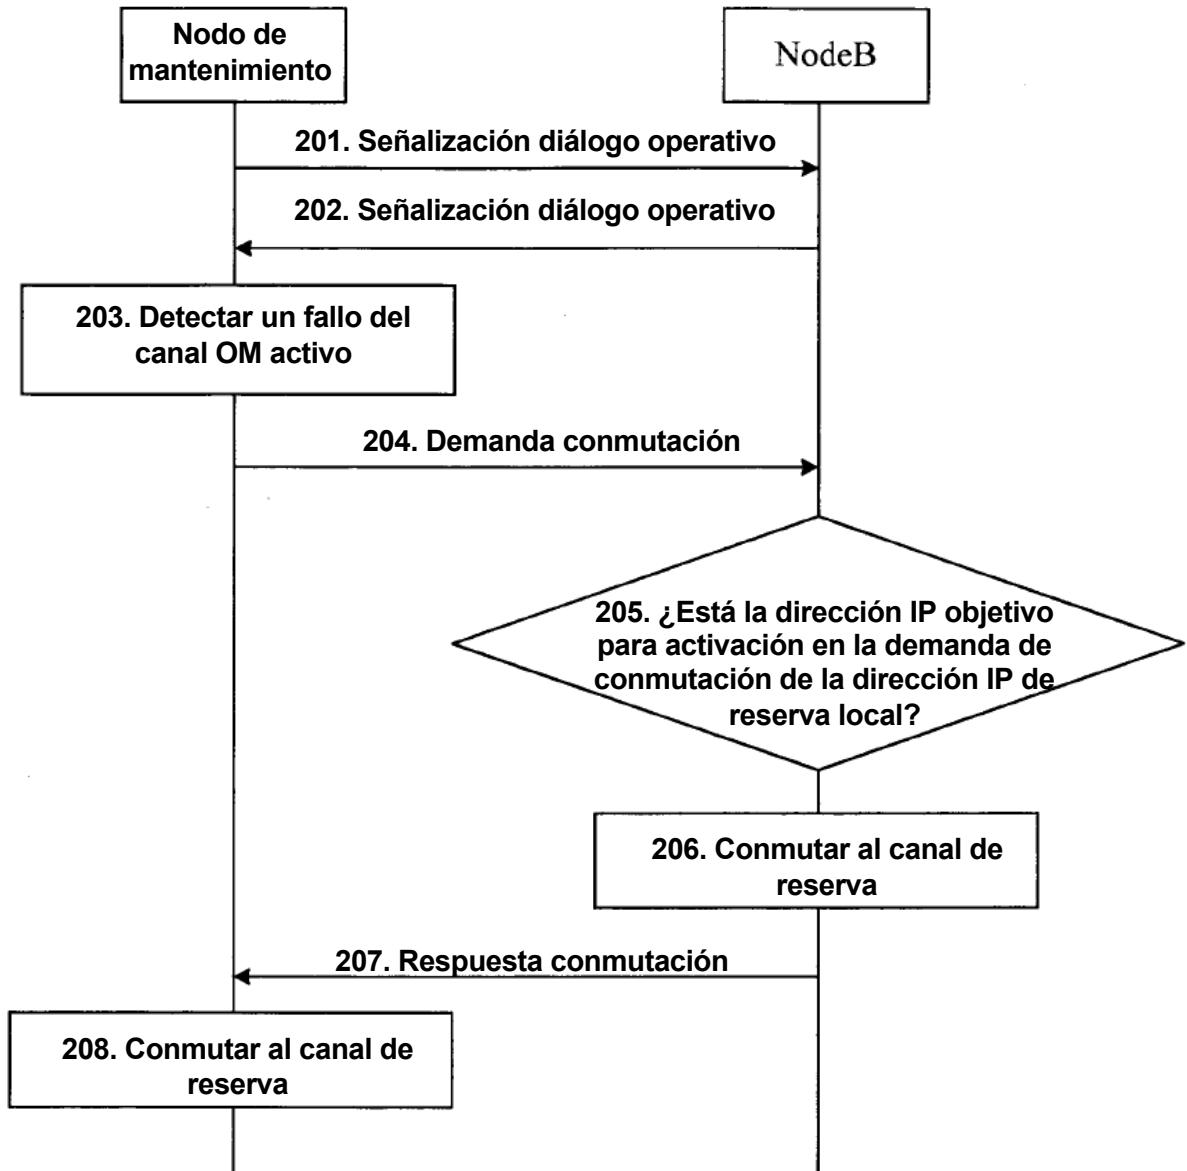 Nodo de
mantenimiento
NodeB
201. Señalización diálogo operativo
202. Señalización diálogo operativo
203. Detectar un fallo del
canal OM activo
204. Demanda conmutación
205. ¿Está la dirección IP objetivo
para activación en la demanda de
conmutación de la dirección IP de
reserva local?
206. Conmutar al canal de
reserva
207. Respuesta conmutación
208. Conmutar al canal de
reserva